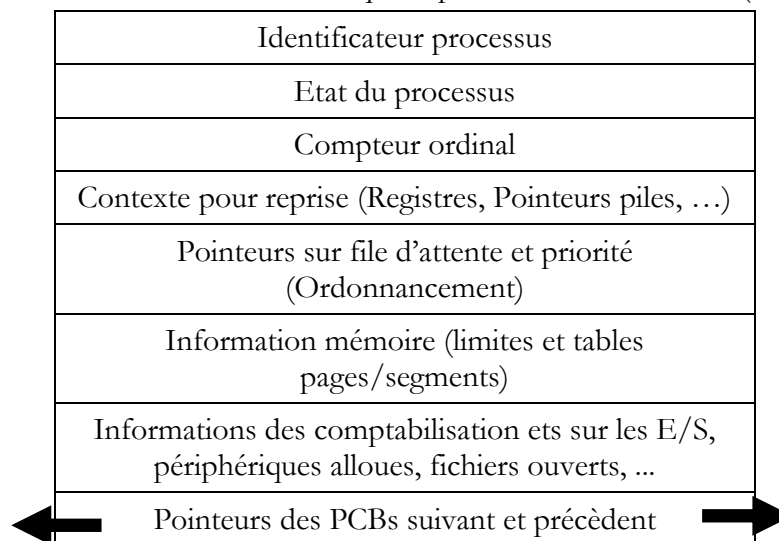 Identificateur processus
Etat du processus
Compteur ordinal
Contexte pour reprise (Registres, Pointeurs piles, …)
Pointeurs sur file d'attente et priorité
(Ordonnancement)
Information mémoire (limites et tables
pages/segments)
Informations des comptabilisation ets sur les E/S,
périphériques alloues, fichiers ouverts, ...
Pointeurs des PCBs suivant et précèdent